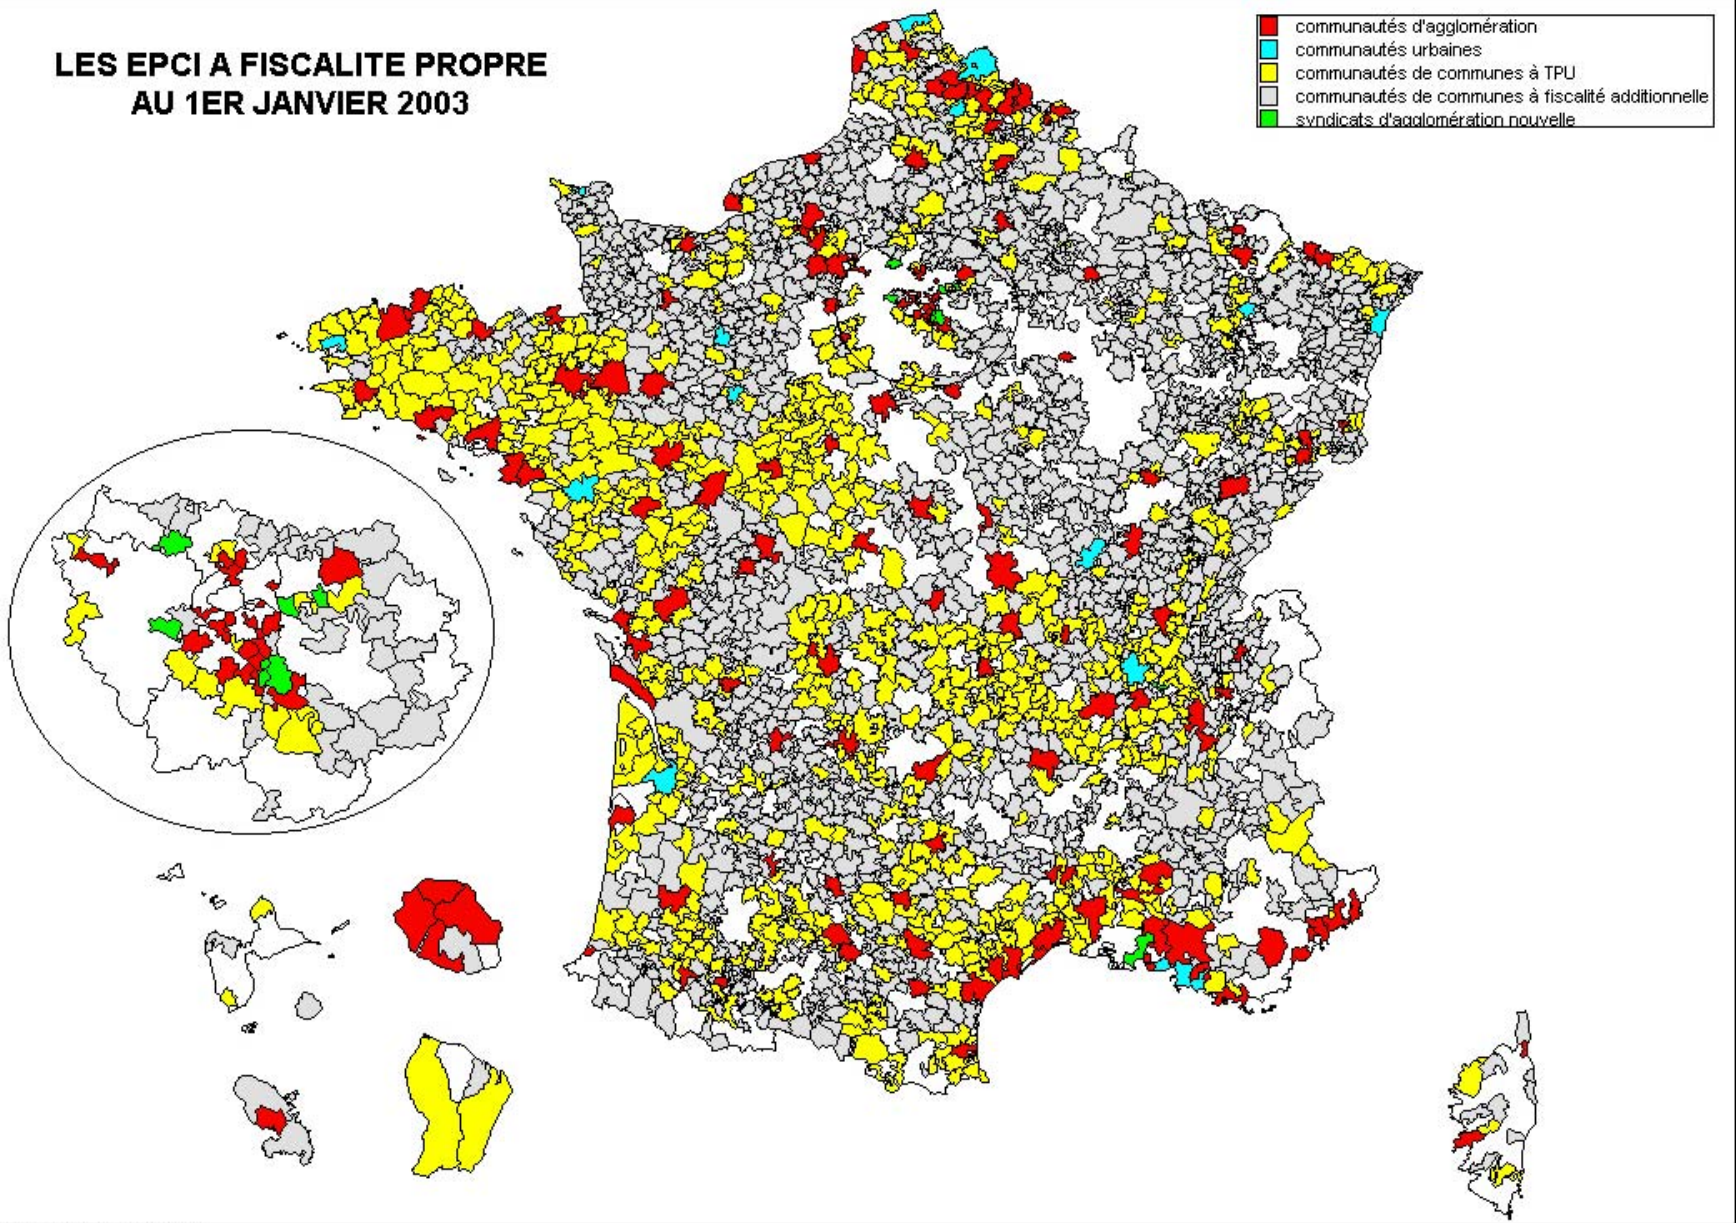 LES EPCI A FISCALITE PROPRE
AU 1ER JANVIER 2003
communautés d'agglomération
communautés urbaines
communautés de communes à TPU
communautés de communes à fiscalité additionnelle
syndicats d'agglomération nouvelle